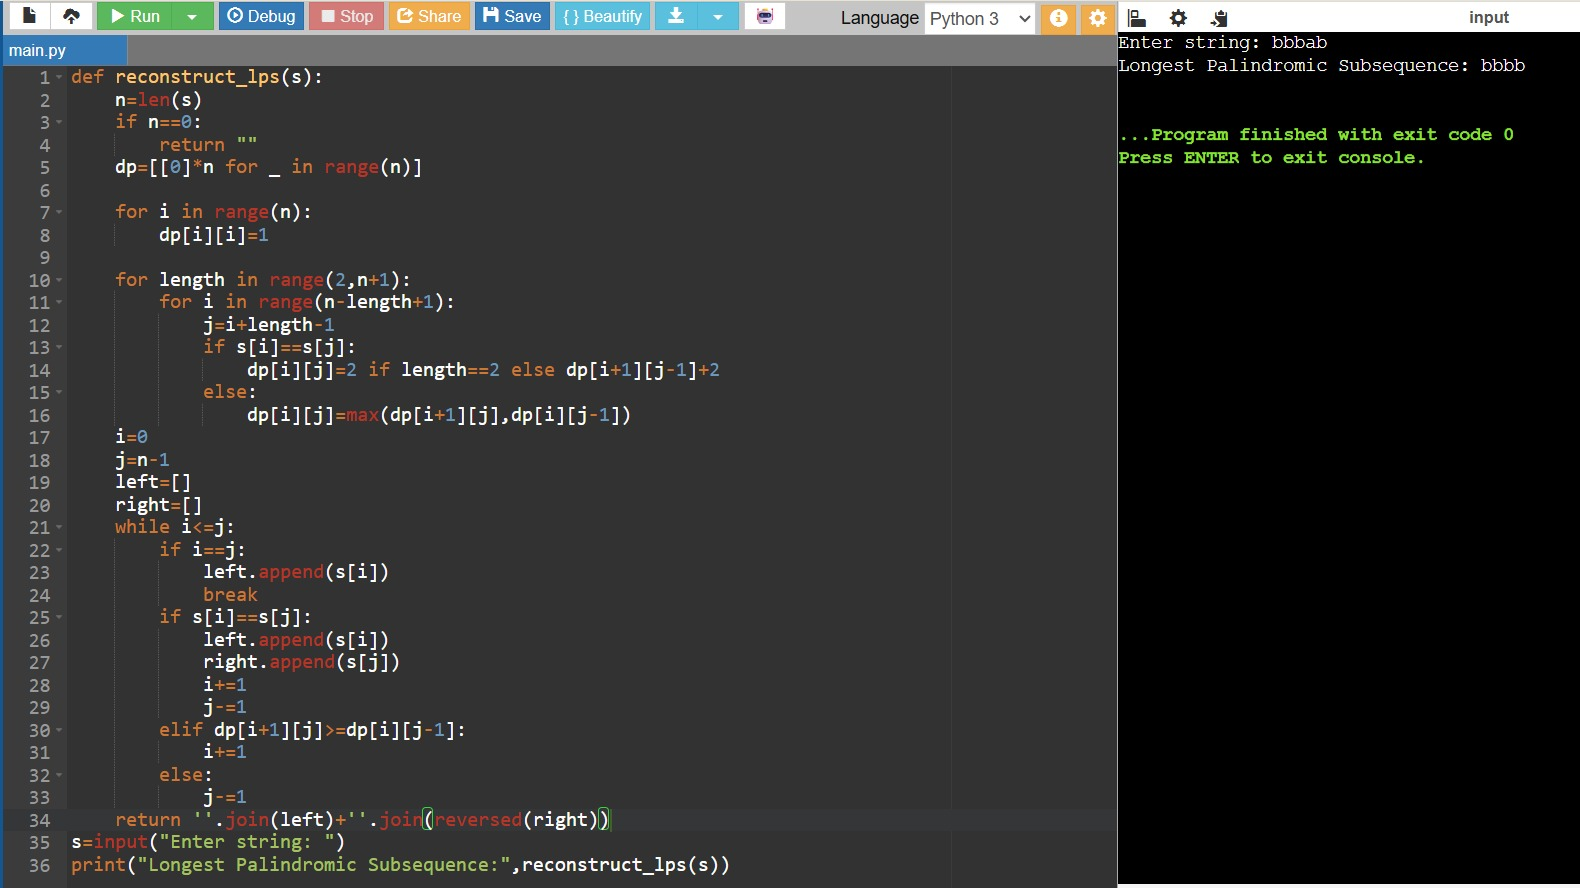 Run Debug Stop Share Save { } Beautify Language Python 3 input
main.py
1 def reconstruct_lps(s):
2     n=len(s)
3     if n==0:
4         return ""
5     dp=[[0]*n for _ in range(n)]
6
7     for i in range(n):
8         dp[i][i]=1
9
10     for length in range(2,n+1):
11         for i in range(n-length+1):
12             j=i+length-1
13             if s[i]==s[j]:
14                 dp[i][j]=2 if length==2 else dp[i+1][j-1]+2
15             else:
16                 dp[i][j]=max(dp[i+1][j],dp[i][j-1])
17     i=0
18     j=n-1
19     left=[]
20     right=[]
21     while i<=j:
22         if i==j:
23             left.append(s[i])
24             break
25         if s[i]==s[j]:
26             left.append(s[i])
27             right.append(s[j])
28             i+=1
29             j-=1
30         elif dp[i+1][j]>=dp[i][j-1]:
31             i+=1
32         else:
33             j-=1
34     return ''.join(left)+''.join(reversed(right))
35 s=input("Enter string: ")
36 print("Longest Palindromic Subsequence:",reconstruct_lps(s))
Enter string: bbbab
Longest Palindromic Subsequence: bbbb
...Program finished with exit code 0
Press ENTER to exit console.